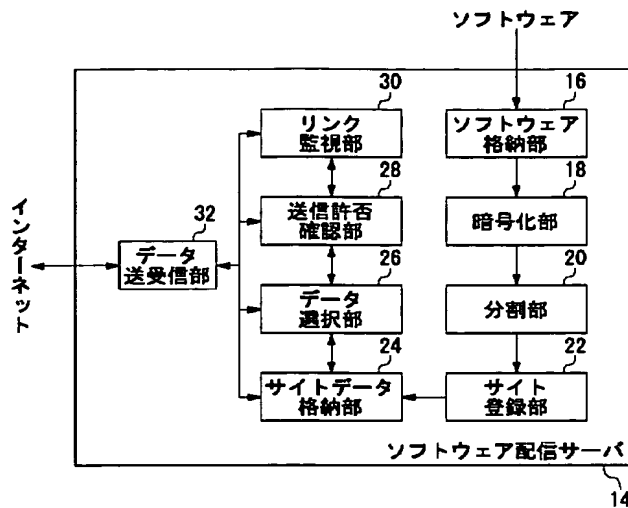 ソフトウェア
30
リンク
監視部
16
ソフトウェア
格納部
28
送信許否
確認部
18
暗号化部
32
データ
送受信部
インターネット
26
データ
選択部
20
分割部
24
サイトデータ
格納部
22
サイト
登録部
ソフトウェア配信サーバ
14